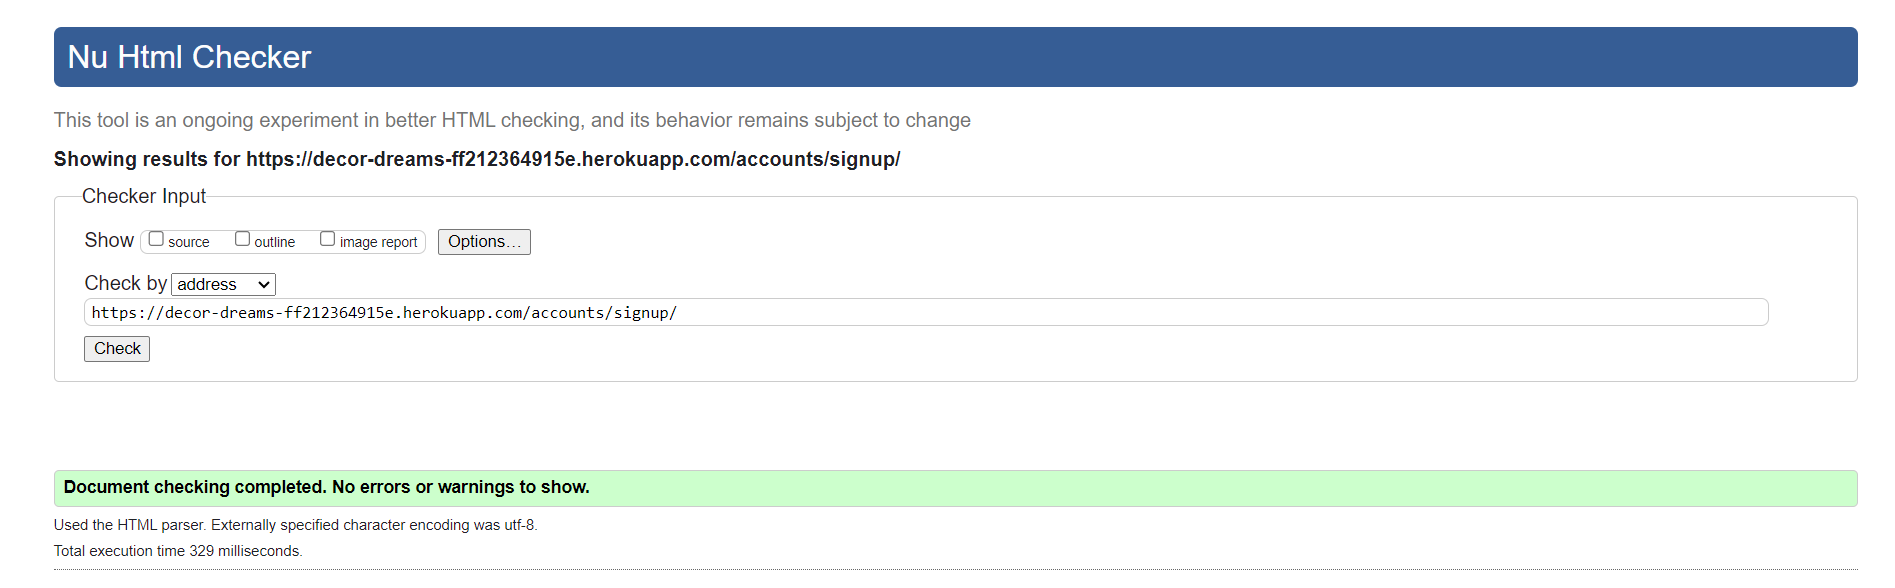 Nu Html Checker
This tool is an ongoing experiment in better HTML checking, and its behavior remains subject to change
Showing results for https://decor-dreams-ff212364915e.herokuapp.com/accounts/signup/
Checker Input
Show source outline image report Options…
Check by address
https://decor-dreams-ff212364915e.herokuapp.com/accounts/signup/
Check
Document checking completed. No errors or warnings to show.
Used the HTML parser. Externally specified character encoding was utf-8.
Total execution time 329 milliseconds.